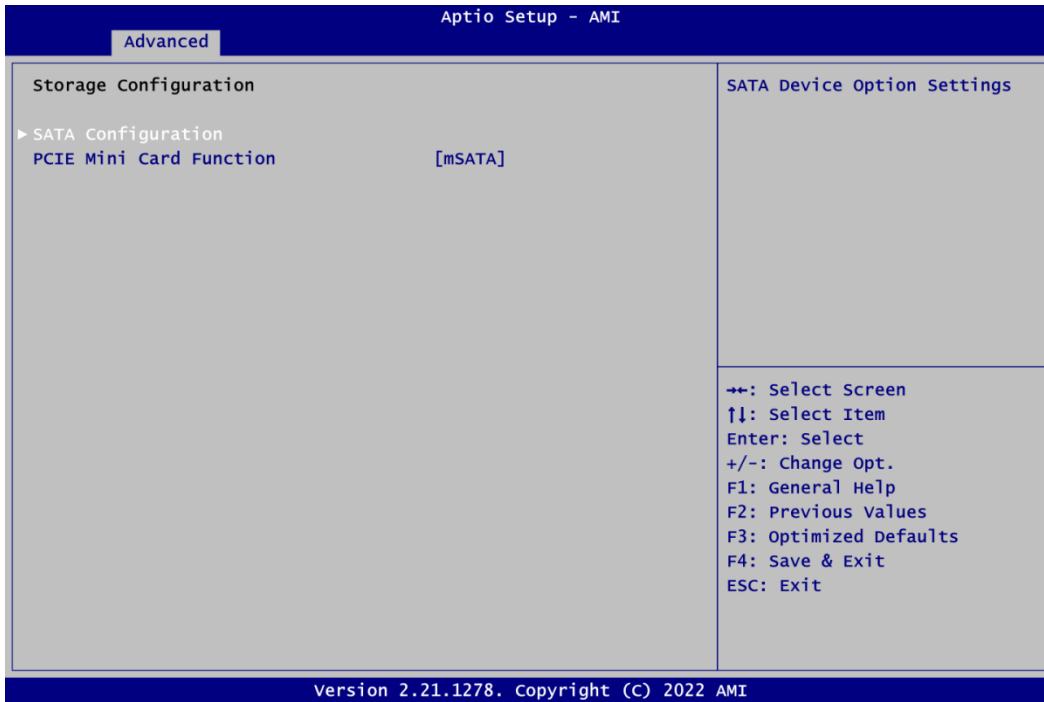 Aptio Setup - AMI
Advanced
Storage Configuration
▶ SATA Configuration
PCIE Mini Card Function [mSATA]
SATA Device Option Settings
→←: Select Screen
↑↓: Select Item
Enter: Select
+/-: Change Opt.
F1: General Help
F2: Previous Values
F3: Optimized Defaults
F4: Save & Exit
ESC: Exit
Version 2.21.1278. Copyright (C) 2022 AMI